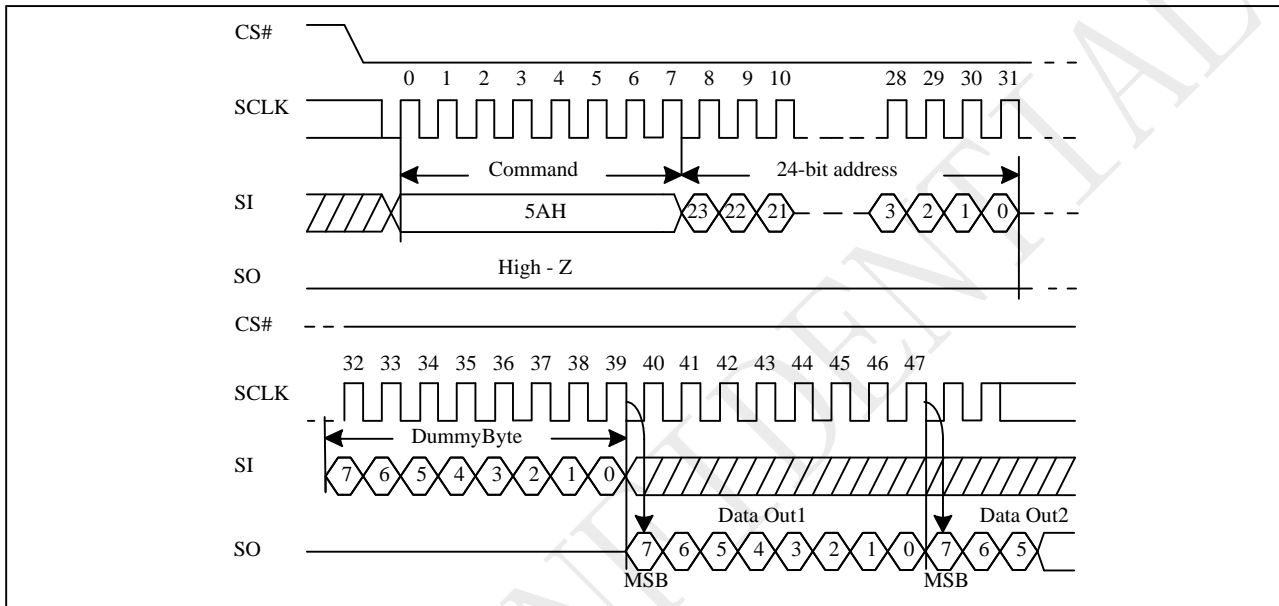 CS#
0 1 2 3 4 5 6 7 8 9 10 28 29 30 31
SCLK
Command 24-bit address
SI 5AH 23 22 21 3 2 1 0
High - Z
SO
CS#
32 33 34 35 36 37 38 39 40 41 42 43 44 45 46 47
SCLK
DummyByte
SI 7 6 5 4 3 2 1 0
Data Out1 Data Out2
SO 7 6 5 4 3 2 1 0 7 6 5
MSB MSB